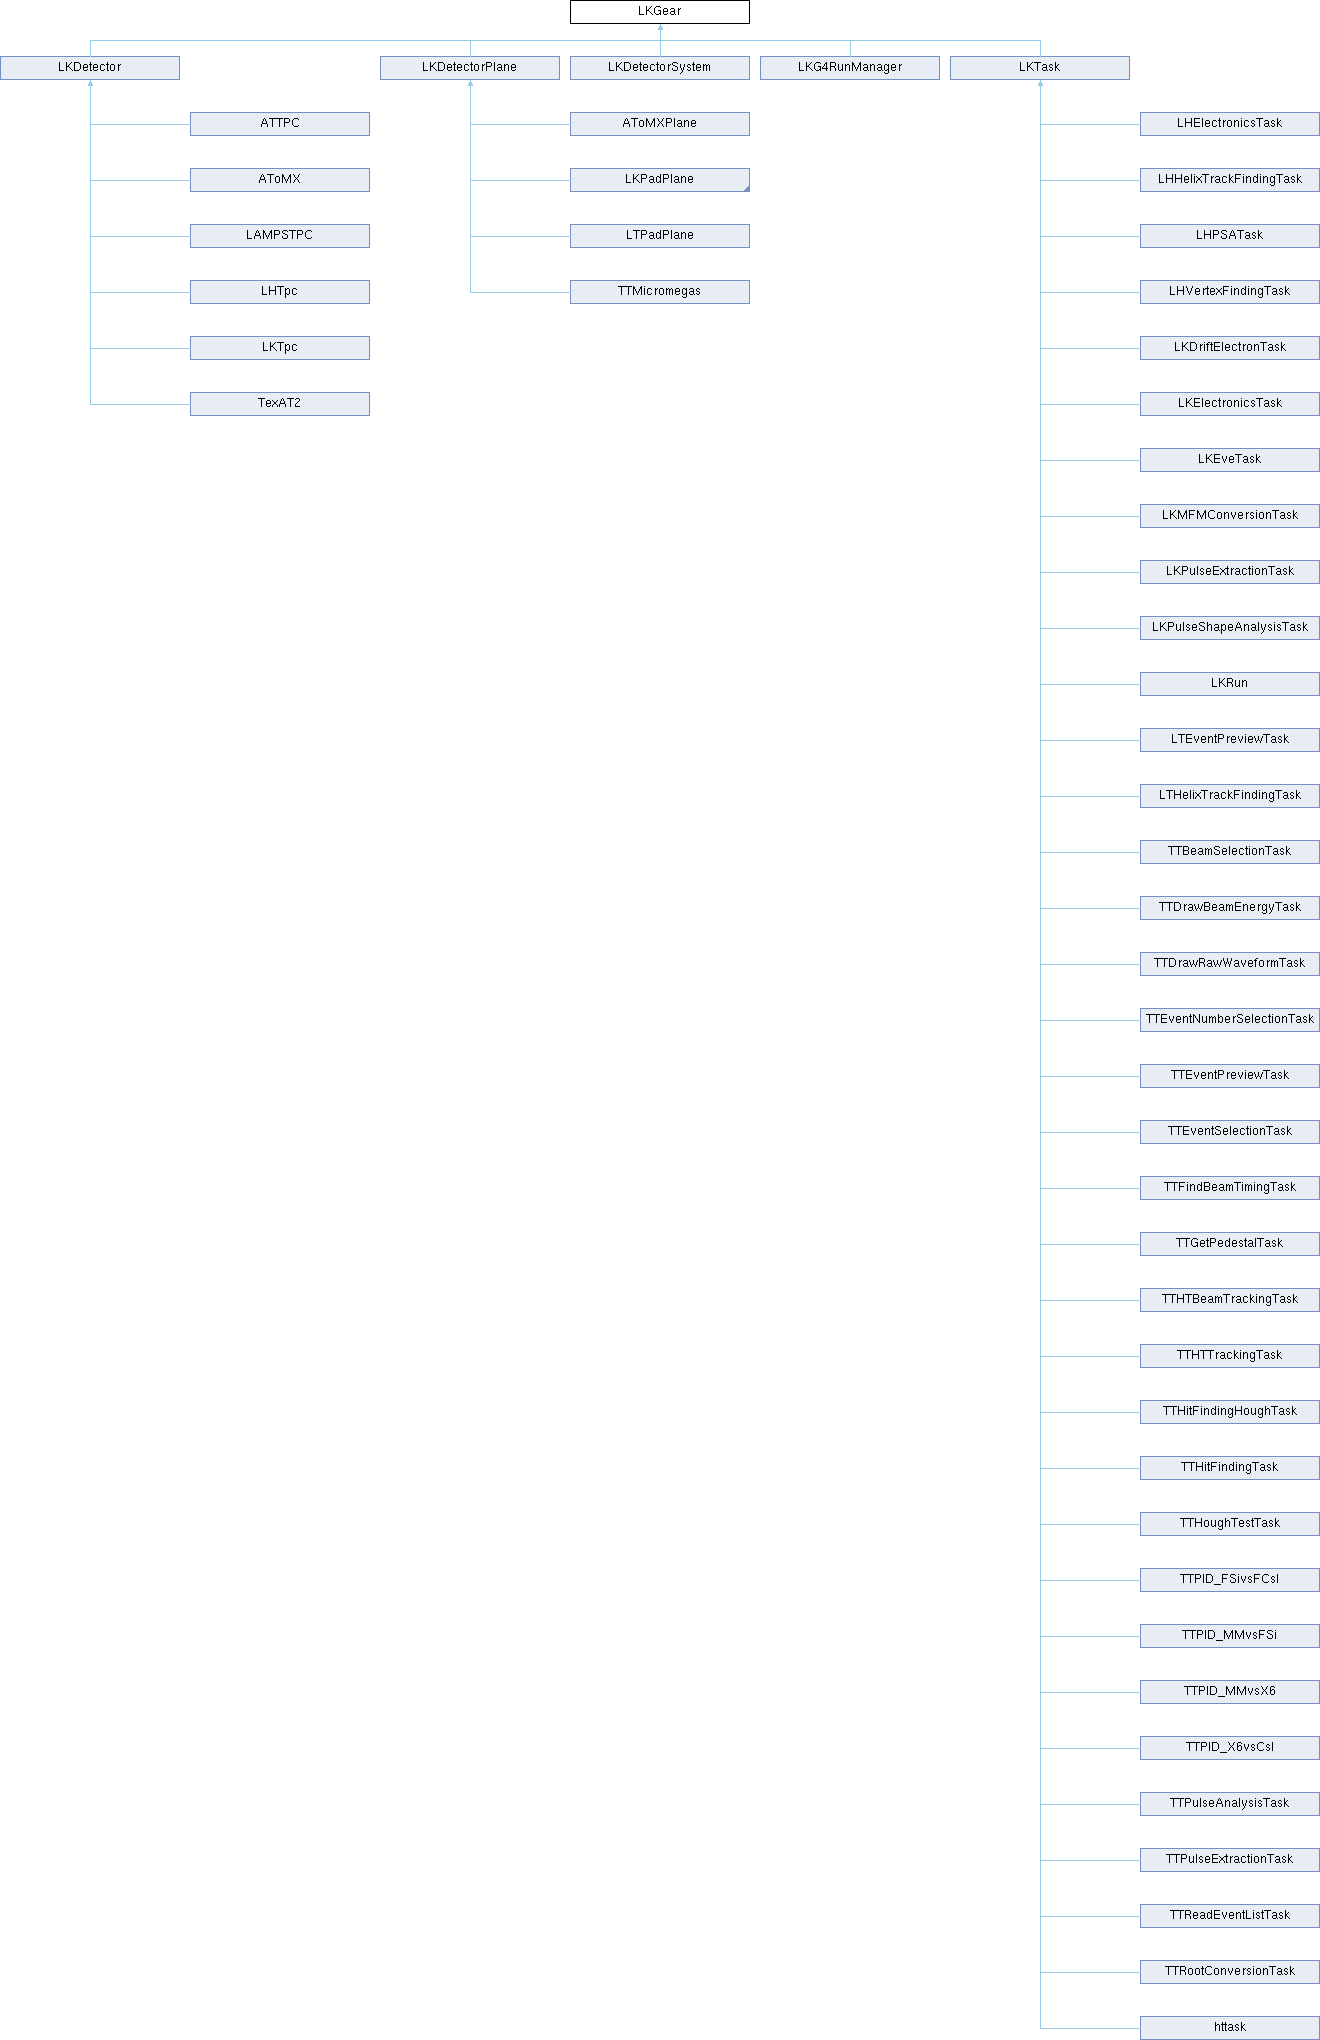 LKGear
LKDetector
LKDetectorPlane
LKDetectorSystem
LKG4RunManager
LKTask
ATTPC
AToMX
LAMPSTPC
LHTpc
LKTpc
TexAT2
AToMXPlane
LKPadPlane
LTPadPlane
TTMicromegas
LHElectronicsTask
LHHelixTrackFindingTask
LHPSATask
LHVertexFindingTask
LKDriftElectronTask
LKElectronicsTask
LKEveTask
LKMFMConversionTask
LKPulseExtractionTask
LKPulseShapeAnalysisTask
LKRun
LTEventPreviewTask
LTHelixTrackFindingTask
TTBeamSelectionTask
TTDrawBeamEnergyTask
TTDrawRawWaveformTask
TTEventNumberSelectionTask
TTEventPreviewTask
TTEventSelectionTask
TTFindBeamTimingTask
TTGetPedestalTask
TTHTBeamTrackingTask
TTHTTrackingTask
TTHitFindingHoughTask
TTHitFindingTask
TTHoughTestTask
TTPID_FSivsFCsI
TTPID_MMvsFSi
TTPID_MMvsX6
TTPID_X6vsCsI
TTPulseAnalysisTask
TTPulseExtractionTask
TTReadEventListTask
TTRootConversionTask
httask